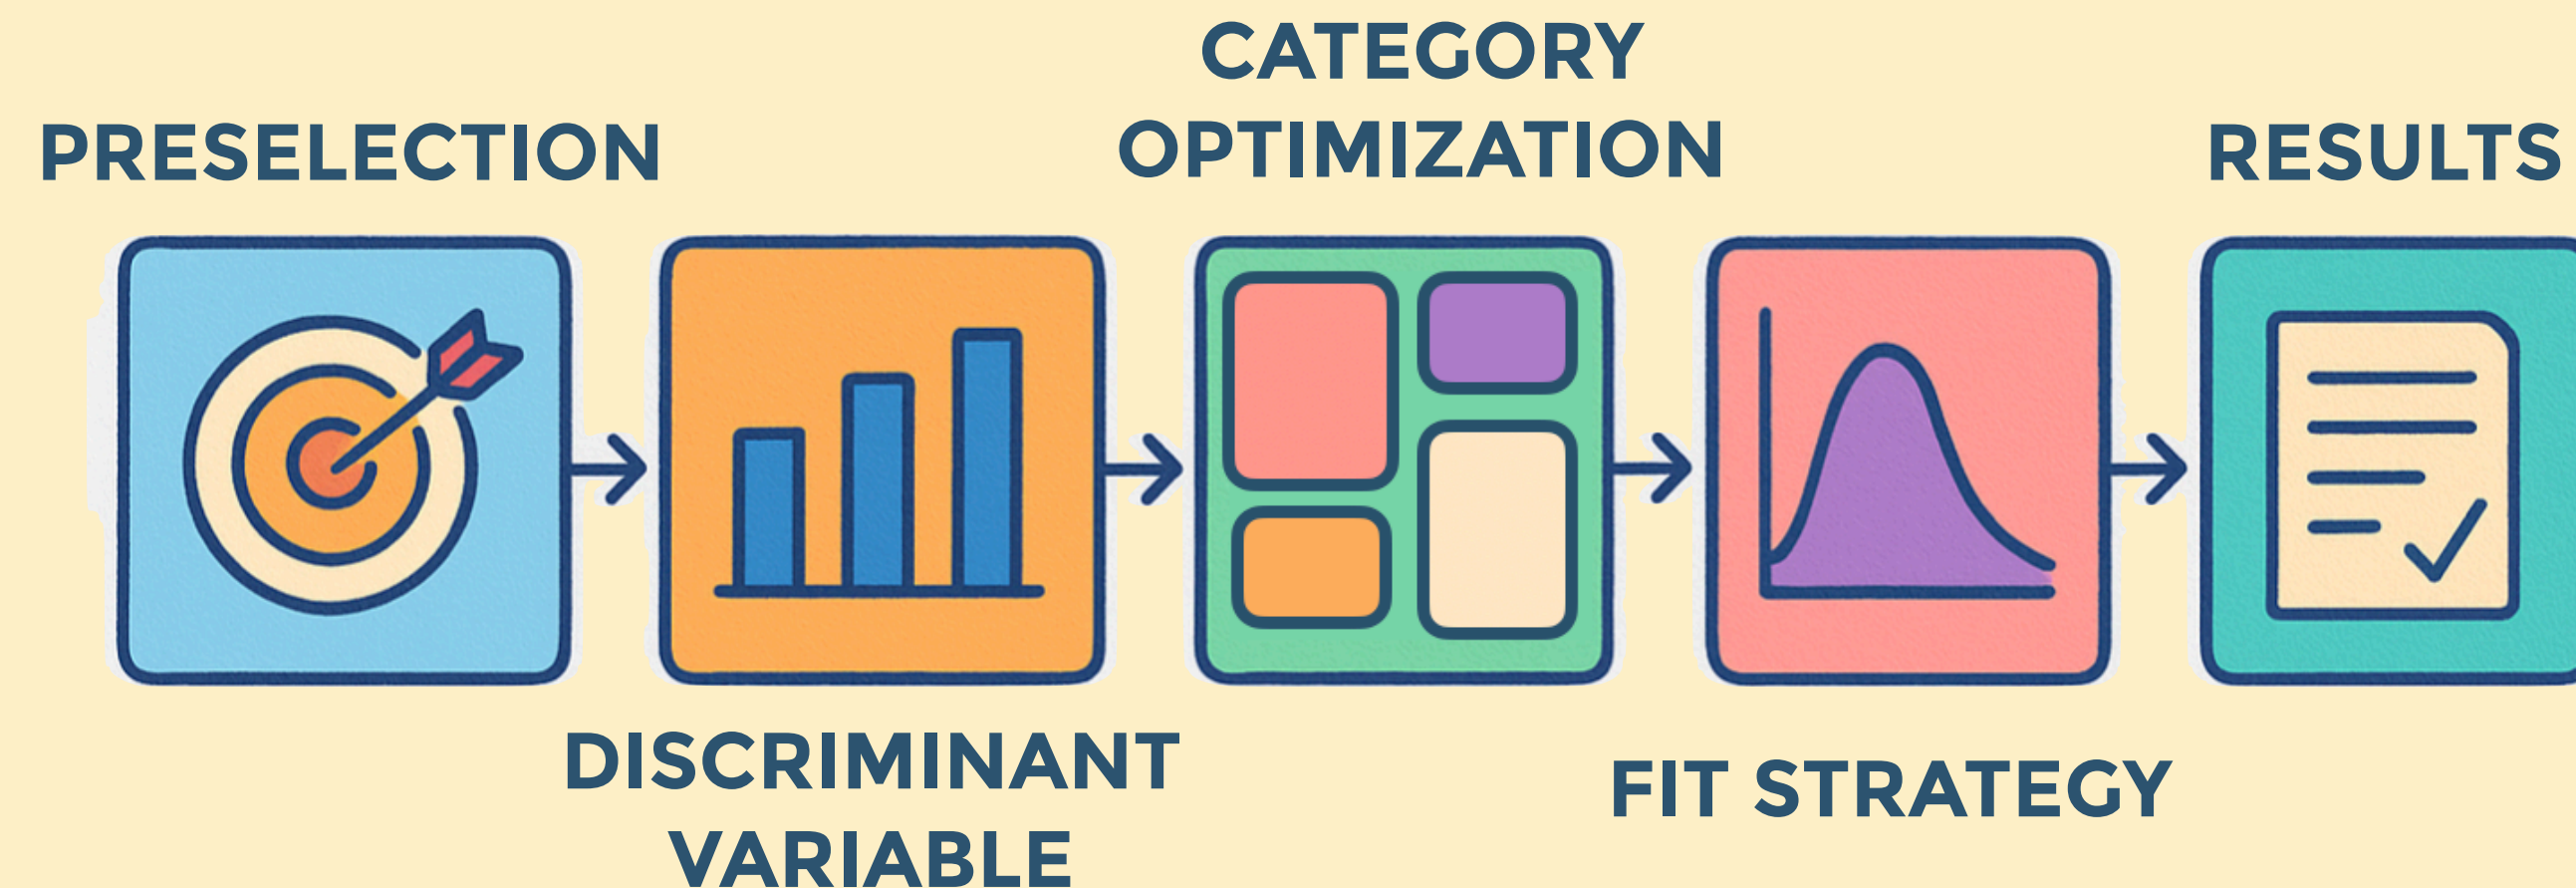 PRESELECTION
DISCRIMINANT
VARIABLE
CATEGORY
OPTIMIZATION
FIT STRATEGY
RESULTS